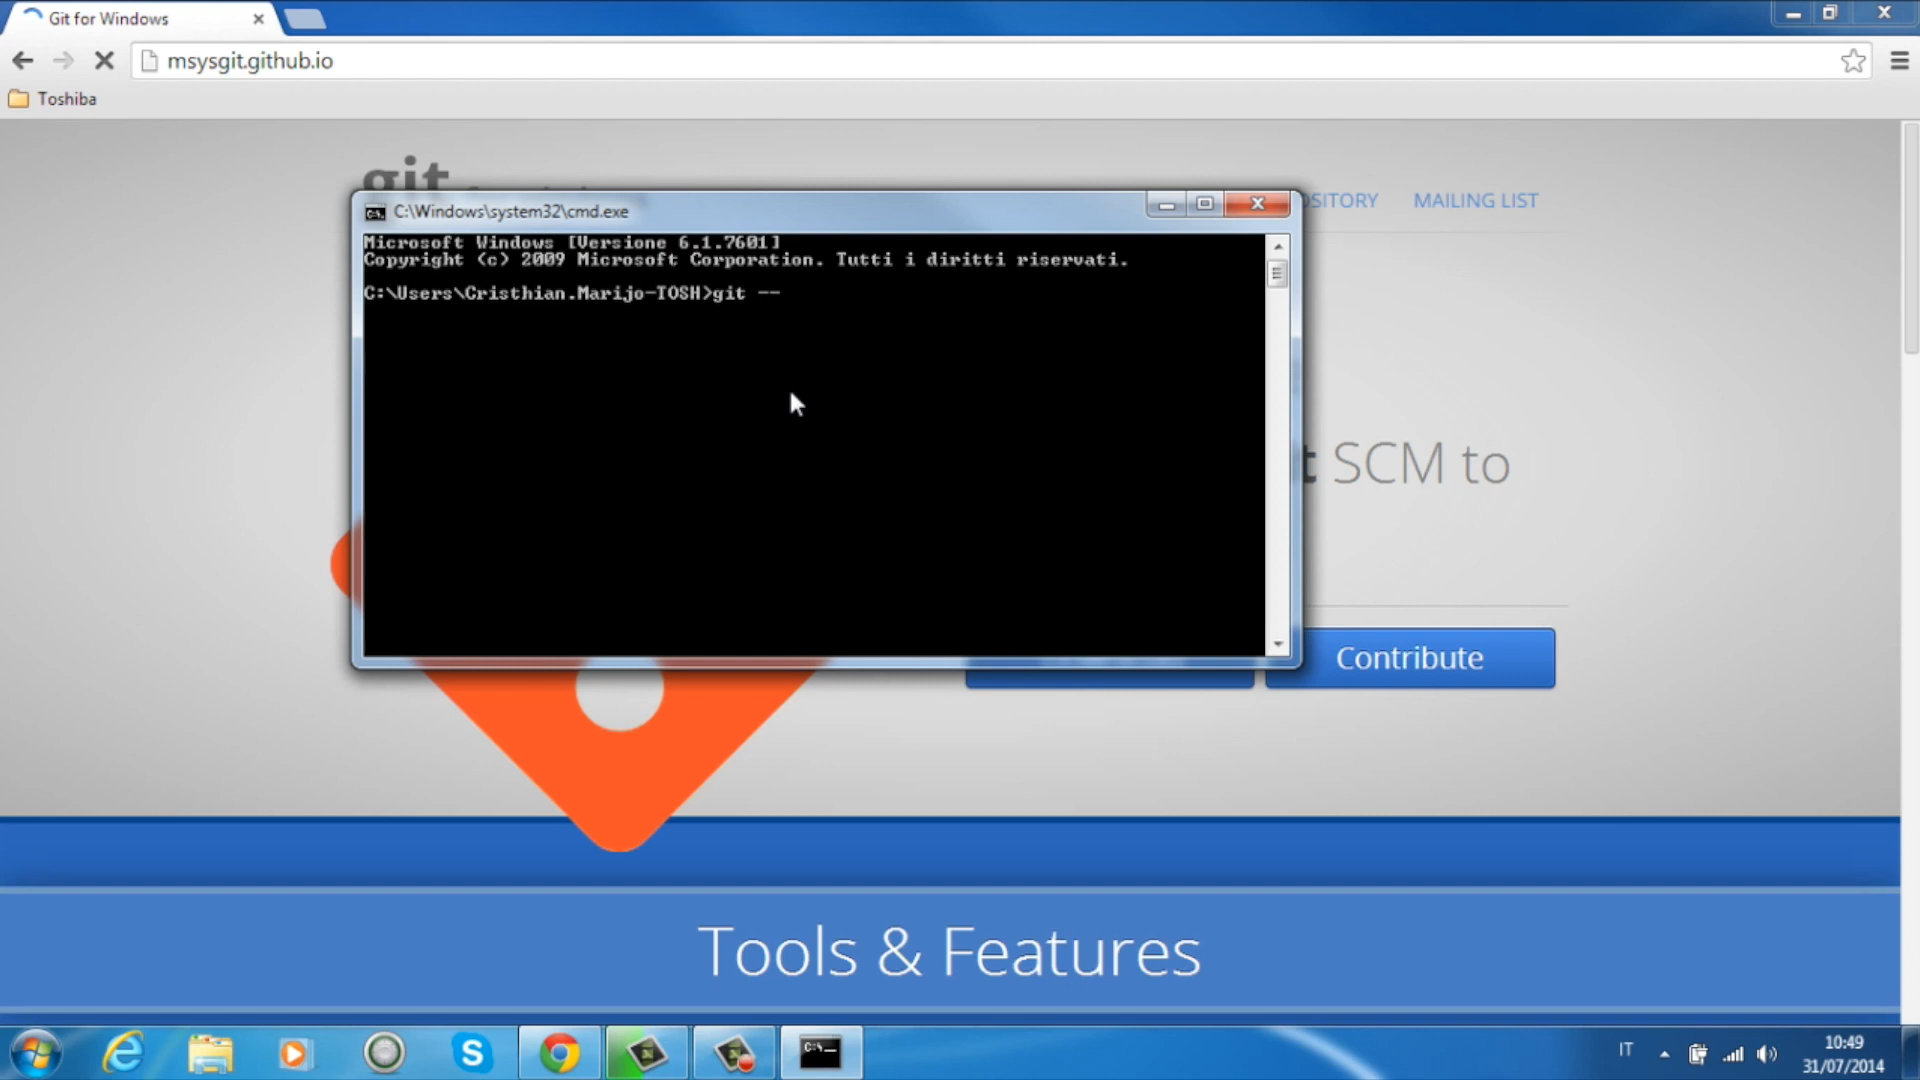 Git for Windows
msysgit.github.io
Toshiba
git
MAILING LIST
C:\Windows\system32\cmd.exe
Microsoft Windows [Versione 6.1.7601]
Copyright (c) 2009 Microsoft Corporation. Tutti i diritti riservati.
C:\Users\Cristhian.Marijo-TOSH>git --
SCM to
Contribute
Tools & Features
C:\_
IT
10:49
31/07/2014